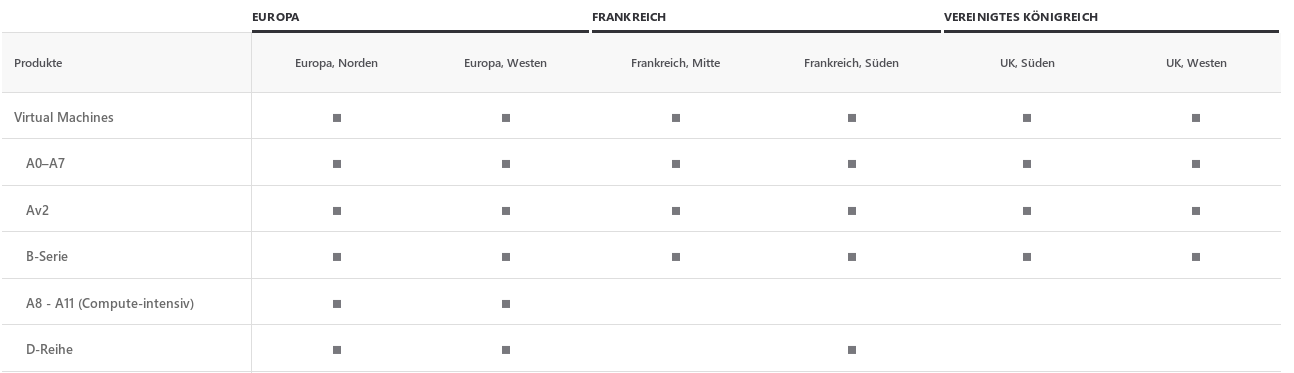 EUROPA FRANKREICH VEREINIGTES KÖNIGREICH
Produkte Europa, Norden Europa, Westen Frankreich, Mitte Frankreich, Süden UK, Süden UK, Westen
Virtual Machines
A0–A7
Av2
B-Serie
A8 - A11 (Compute-intensiv)
D-Reihe